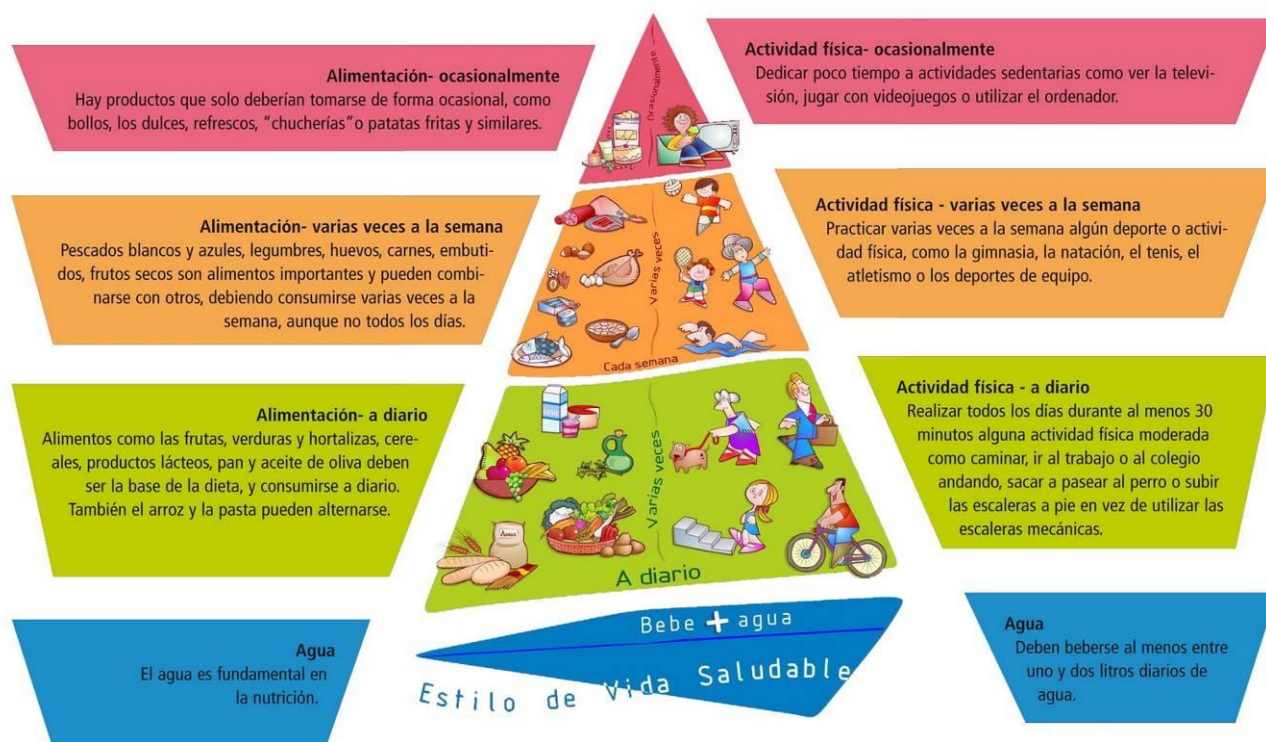 Alimentación- ocasionalmente
Hay productos que solo deberían tomarse de forma ocasional, como
bollos, los dulces, refrescos, “chucherías”o patatas fritas y similares.
Actividad física- ocasionalmente
Dedicar poco tiempo a actividades sedentarias como ver la televi-
sión, jugar con videojuegos o utilizar el ordenador.
Ocasionalmente
Alimentación- varias veces a la semana
Pescados blancos y azules, legumbres, huevos, carnes, embuti-
dos, frutos secos son alimentos importantes y pueden combi-
narse con otros, debiendo consumirse varias veces a la
semana, aunque no todos los días.
Actividad física - varias veces a la semana
Practicar varias veces a la semana algún deporte o activi-
dad física, como la gimnasia, la natación, el tenis, el
atletismo o los deportes de equipo.
Varias veces
Cada semana
Alimentación- a diario
Alimentos como las frutas, verduras y hortalizas, cere-
ales, productos lácteos, pan y aceite de oliva deben
ser la base de la dieta, y consumirse a diario.
También el arroz y la pasta pueden alternarse.
Actividad física - a diario
Realizar todos los días durante al menos 30
minutos alguna actividad física moderada
como caminar, ir al trabajo o al colegio
andando, sacar a pasear al perro o subir
las escaleras a pie en vez de utilizar las
escaleras mecánicas.
Varias veces
A diario
Agua
El agua es fundamental en
la nutrición.
Bebe + agua
Estilo de Vida Saludable
Agua
Deben beberse al menos entre
uno y dos litros diarios de
agua.